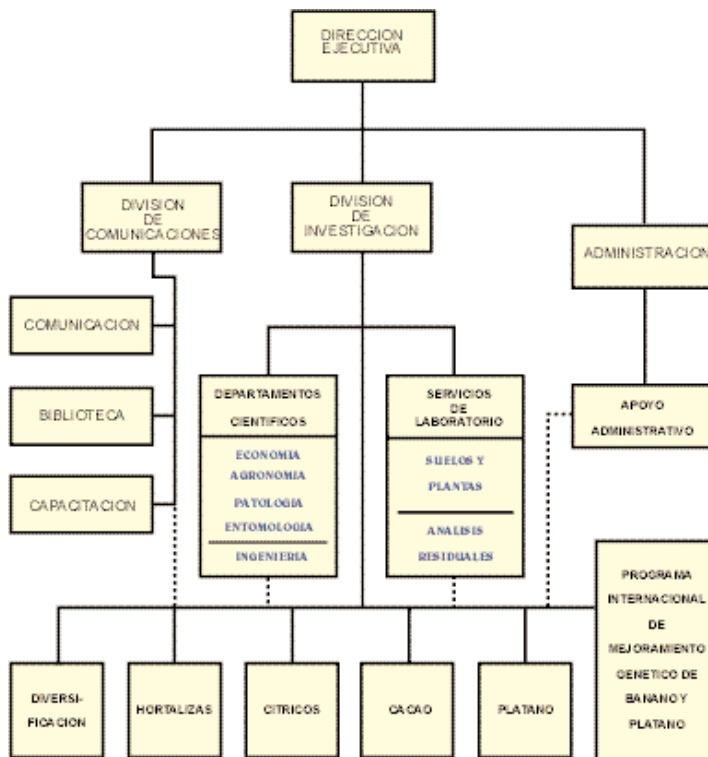 DIRECCION
EJECUTIVA
DIVISION
DE
COMUNICACIONES
DIVISION
DE
INVESTIGACION
ADMINISTRACION
COMUNICACION
BIBLIOTECA
CAPACITACION
DEPARTAMENTOS
CIENTIFICOS
ECONOMIA
AGRONOMIA
PATOLOGIA
ENTOMOLOGIA
INGENIERIA
SERVICIOS
DE
LABORATORIO
SUELOS Y
PLANTAS
ANALISIS
RESIDUALES
APOYO
ADMINISTRATIVO
DIVERSI-
FICACION
HORTALIZAS
CITRICOS
CACAO
PLATANO
PROGRAMA
INTERNACIONAL
DE
MEJORAMIENTO
GENETICO DE
BANANO Y
PLATANO